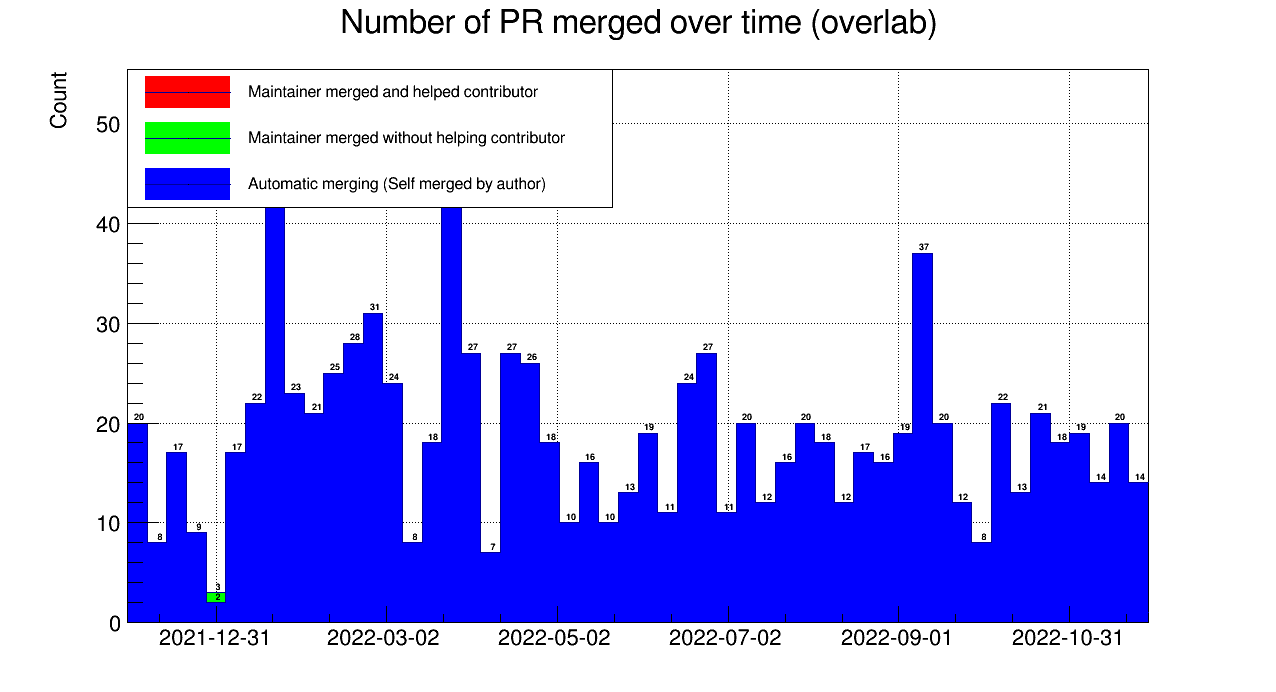 Number of PR merged over time (overlab)
Count
Maintainer merged and helped contributor
Maintainer merged without helping contributor
Automatic merging (Self merged by author)
50
40
30
20
10
0
20 8 17 9 3 2 17 22 23 21 25 28 31 24 8 18 27 7 27 26 18 10 16 10 13 19 11 24 27 11 20 12 16 20 18 12 17 16 19 37 20 12 8 22 13 21 18 19 14 20 14
2021-12-31 2022-03-02 2022-05-02 2022-07-02 2022-09-01 2022-10-31